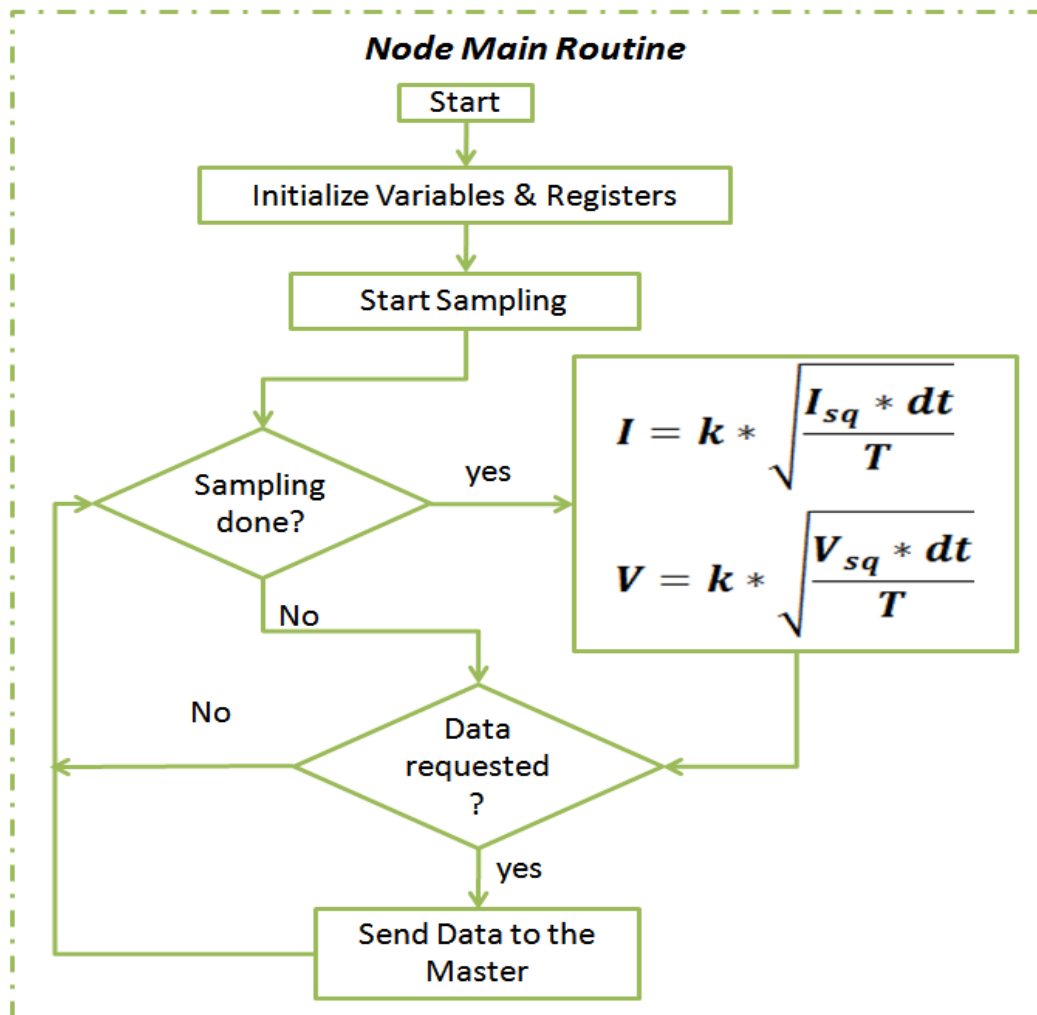 Node Main Routine
Start
Initialize Variables & Registers
Start Sampling
Sampling
done?
yes
I = k * √(I_sq * dt / T)
V = k * √(V_sq * dt / T)
No
No
Data
requested
?
yes
Send Data to the
Master